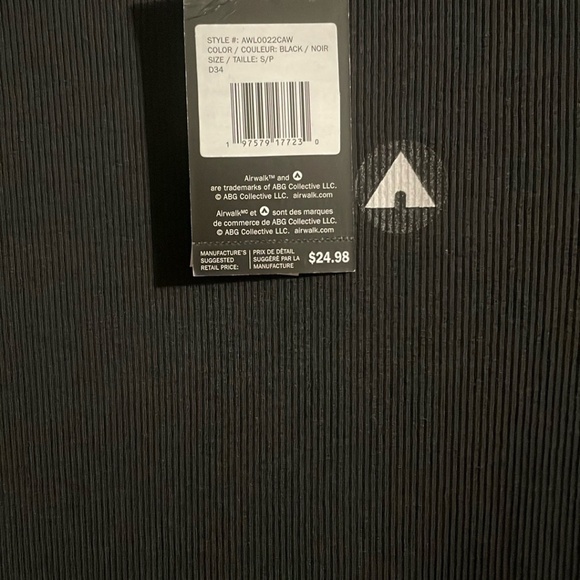 STYLE #: AWL0022CAW
COLOR / COULEUR: BLACK / NOIR
SIZE / TAILLE: S/P
D34
1 97579 17723 0
Airwalk™ and
are trademarks of ABG Collective LLC.
© ABG Collective LLC. airwalk.com
Airwalkᴹᶜ et sont des marques
de commerce de ABG Collective LLC.
© ABG Collective LLC. airwalk.com
MANUFACTURE'S
SUGGESTED
RETAIL PRICE:
PRIX DE DÉTAIL
SUGGÉRÉ PAR LA
MANUFACTURE
$24.98